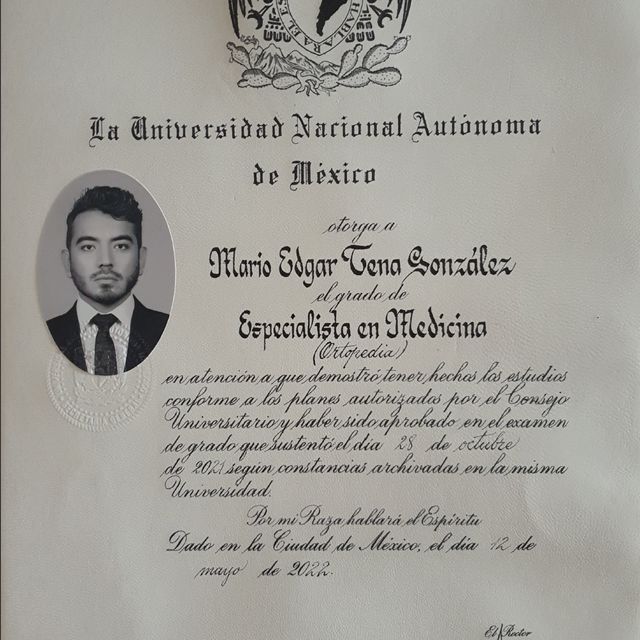 HABLARA EL ES
La Universidad Nacional Autónoma
de México
otorga a
Mario Edgar Tena González
el grado de
Especialista en Medicina
(Ortopedia)
en atención a que demostró tener hechos los estudios
conforme a los planes autorizados por el Consejo
Universitario y haber sido aprobado en el examen
de grado que sustentó el día 28 de octubre
de 2021 según constancias archivadas en la misma
Universidad.
Por mi Raza hablará el Espíritu
Dado en la Ciudad de México, el día 12 de
mayo de 2022.
El Rector